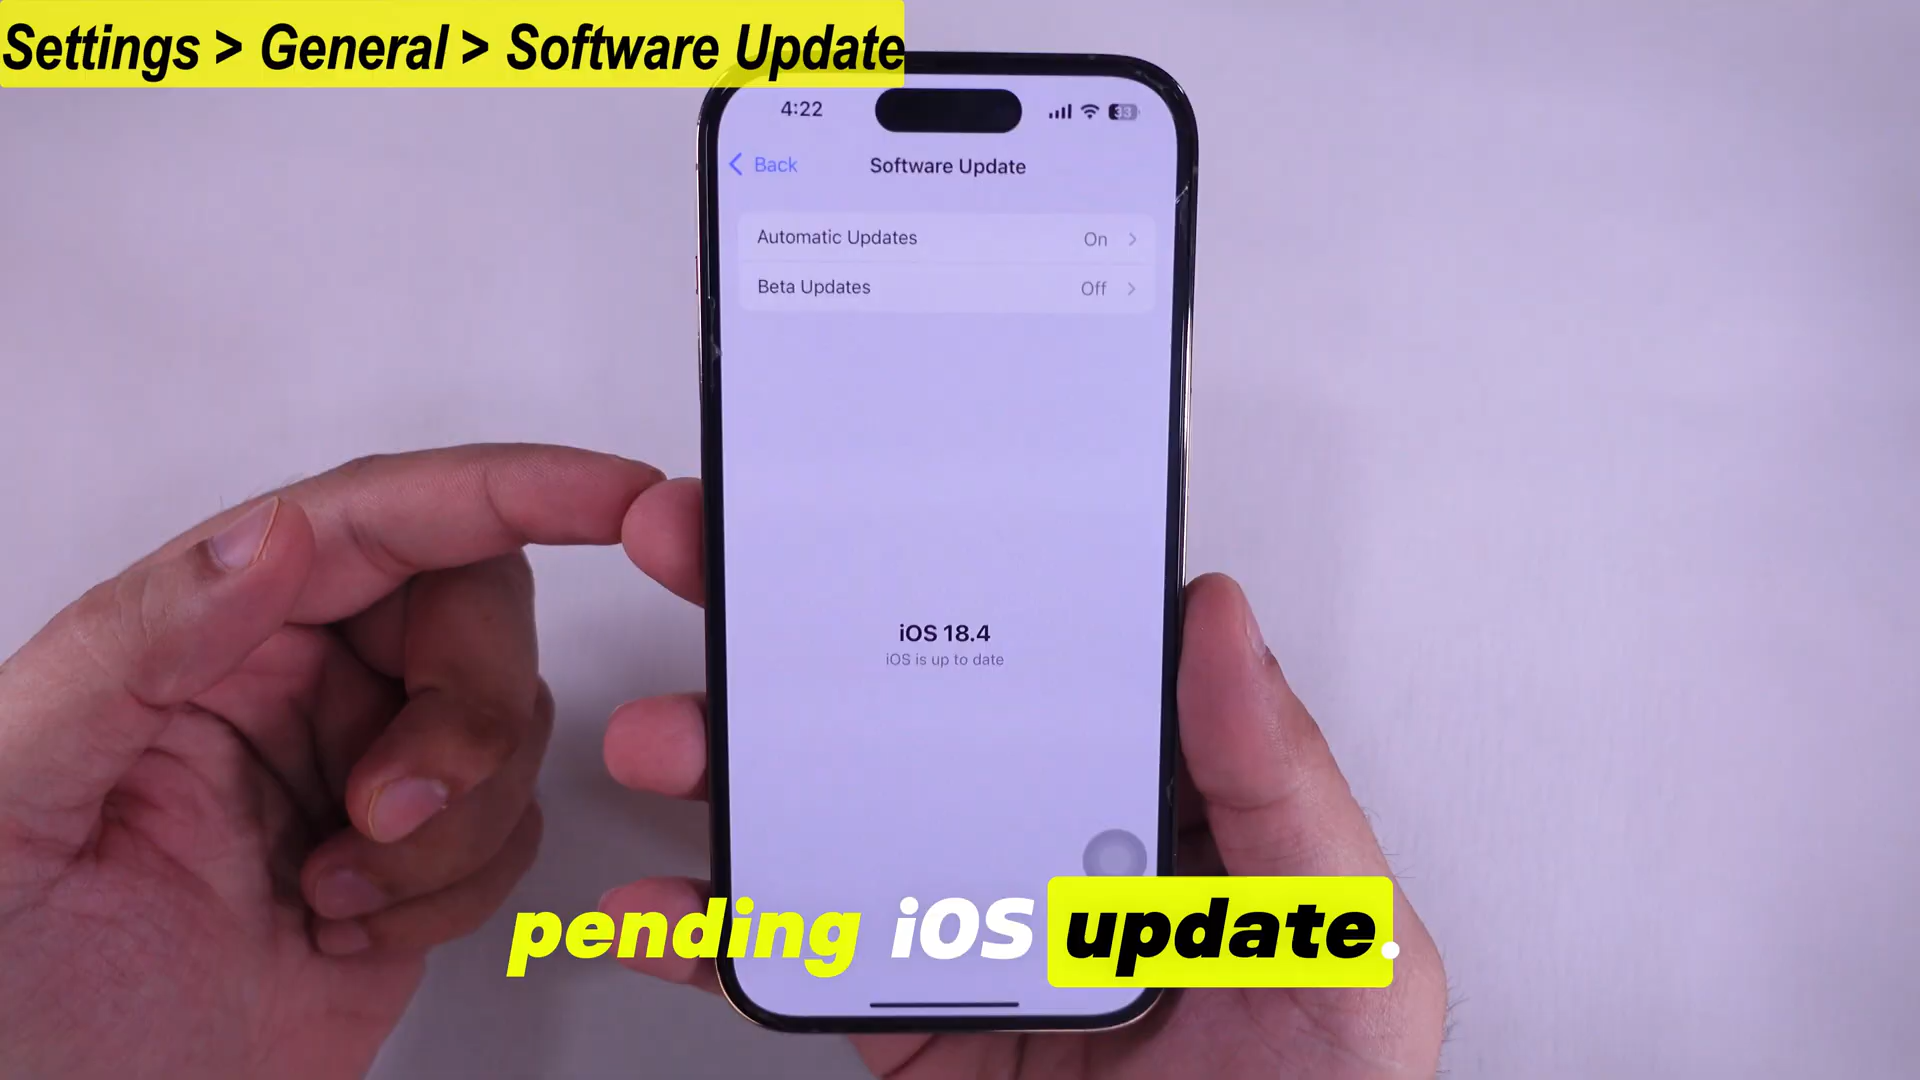 Settings > General > Software Update
4:22
33
Back
Software Update
Automatic Updates On
Beta Updates Off
iOS 18.4
iOS is up to date
pending iOS update.